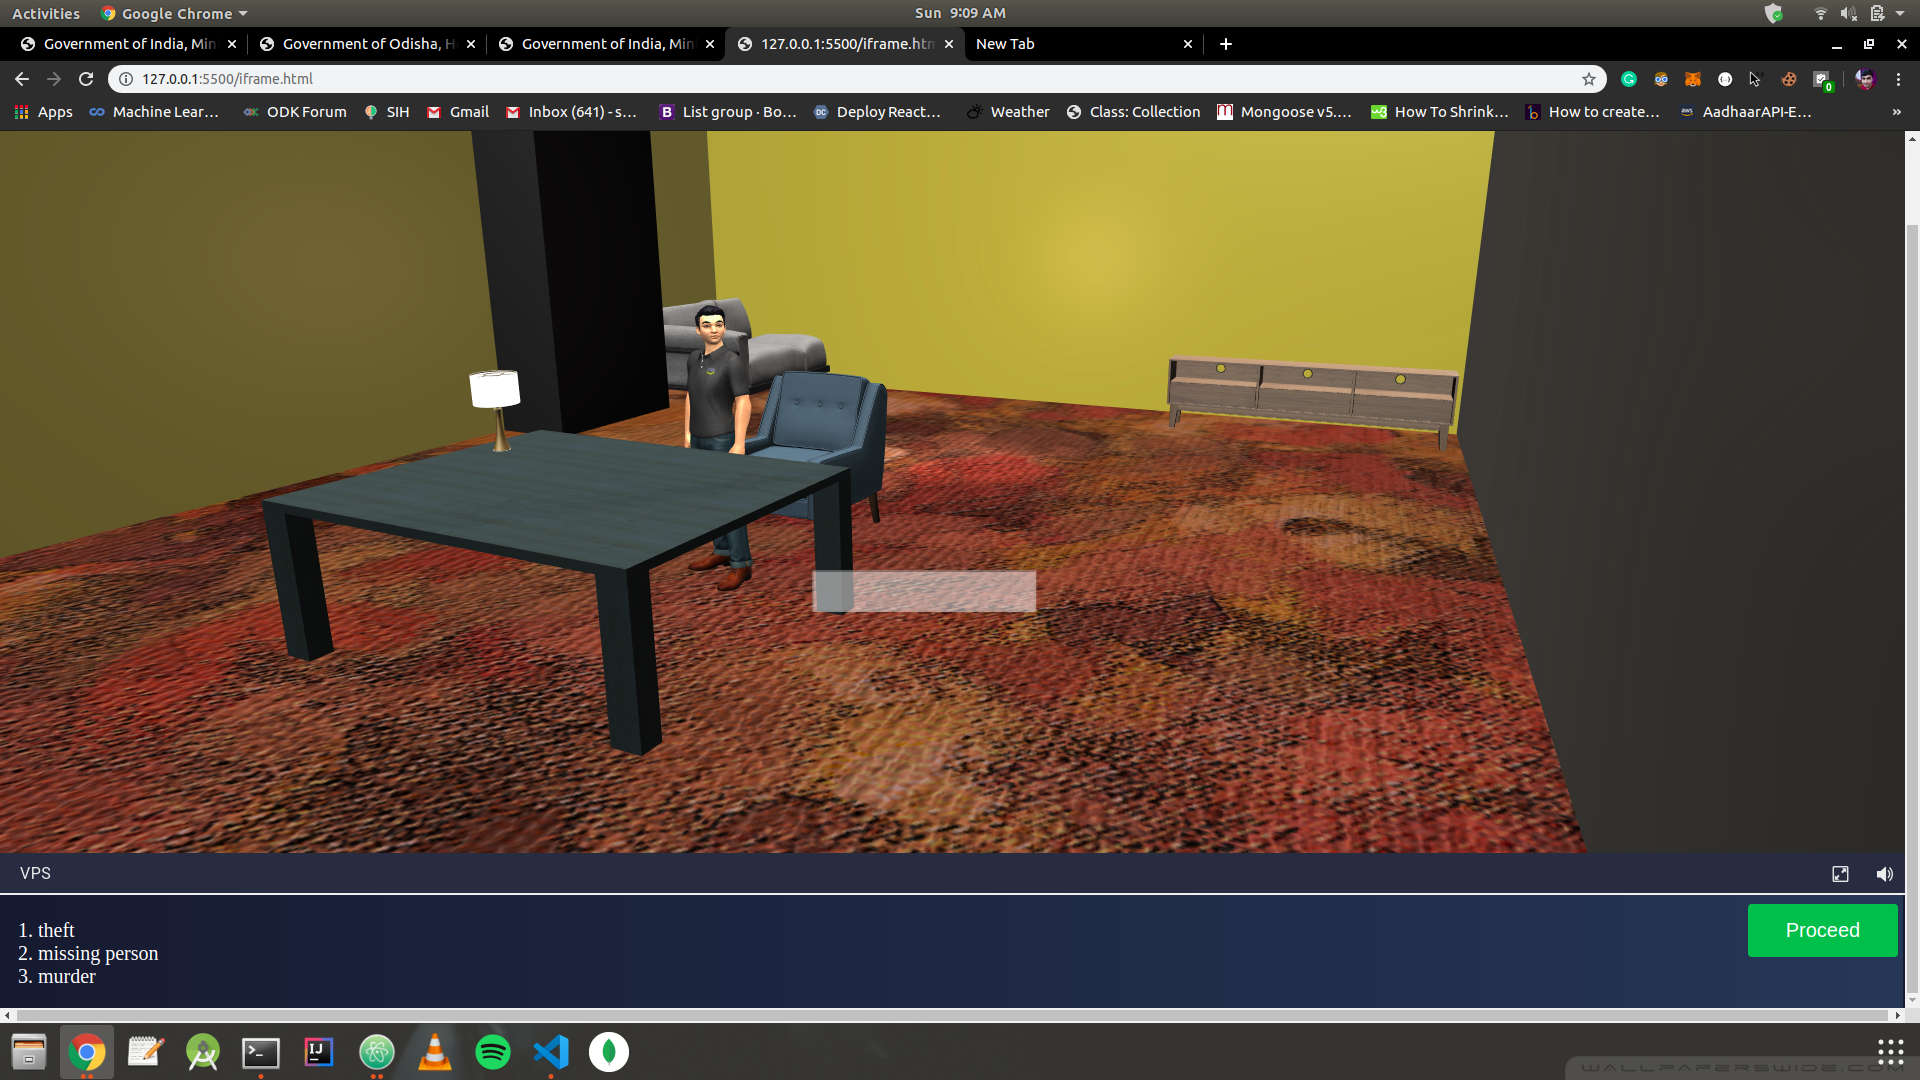 Activities Google Chrome Sun 9:09 AM
Government of India, Min Government of Odisha, H Government of India, Min 127.0.0.1:5500/iframe.htm New Tab
127.0.0.1:5500/iframe.html
Apps Machine Lear… ODK Forum SIH Gmail Inbox (641) - s… List group · Bo… Deploy React… Weather Class: Collection Mongoose v5.… How To Shrink… How to create… AadhaarAPI-E… »
0
VPS
1. theft
2. missing person
3. murder
Proceed
WALLPAPERSWIDE.COM